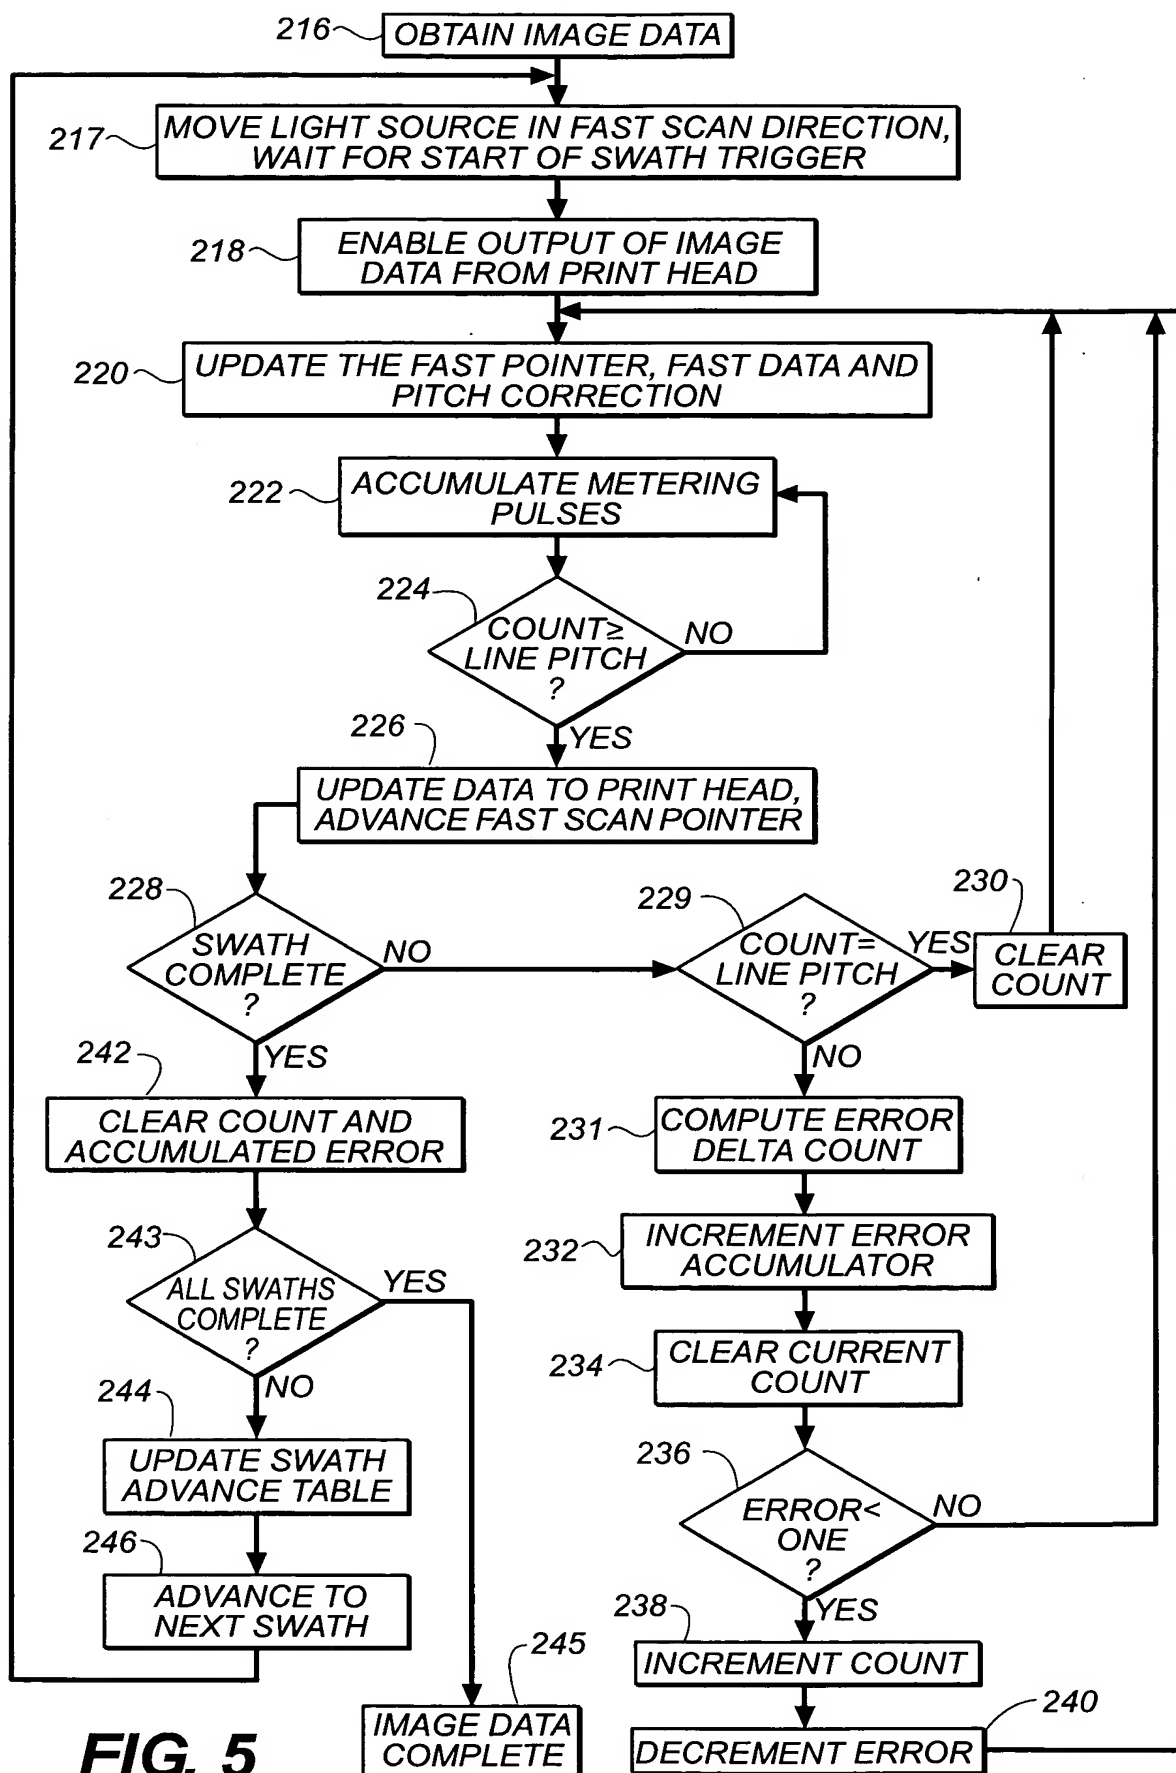 216
OBTAIN IMAGE DATA
217
MOVE LIGHT SOURCE IN FAST SCAN DIRECTION,
WAIT FOR START OF SWATH TRIGGER
218
ENABLE OUTPUT OF IMAGE
DATA FROM PRINT HEAD
220
UPDATE THE FAST POINTER, FAST DATA AND
PITCH CORRECTION
222
ACCUMULATE METERING
PULSES
224
COUNT≥
LINE PITCH
?
NO
YES
226
UPDATE DATA TO PRINT HEAD,
ADVANCE FAST SCAN POINTER
228
SWATH
COMPLETE
?
NO
YES
229
COUNT=
LINE PITCH
?
YES
NO
230
CLEAR
COUNT
242
CLEAR COUNT AND
ACCUMULATED ERROR
231
COMPUTE ERROR
DELTA COUNT
243
ALL SWATHS
COMPLETE
?
YES
NO
232
INCREMENT ERROR
ACCUMULATOR
234
CLEAR CURRENT
COUNT
244
UPDATE SWATH
ADVANCE TABLE
236
ERROR<
ONE
?
NO
YES
246
ADVANCE TO
NEXT SWATH
238
INCREMENT COUNT
245
IMAGE DATA
COMPLETE
240
DECREMENT ERROR
FIG. 5